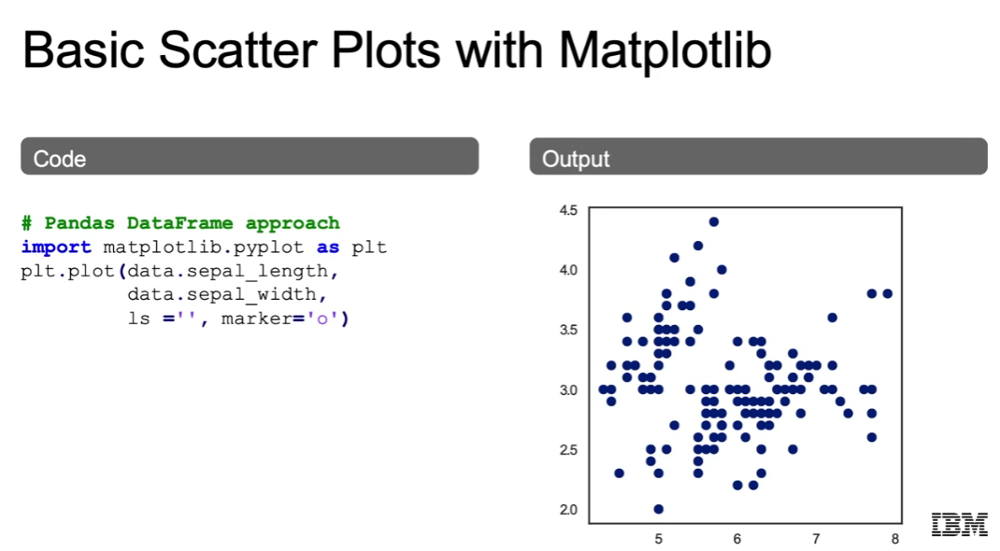 Basic Scatter Plots with Matplotlib
Code
# Pandas DataFrame approach
import matplotlib.pyplot as plt
plt.plot(data.sepal_length,
         data.sepal_width,
         ls ='', marker='o')
Output
4.5
4.0
3.5
3.0
2.5
2.0
5 6 7 8
IBM